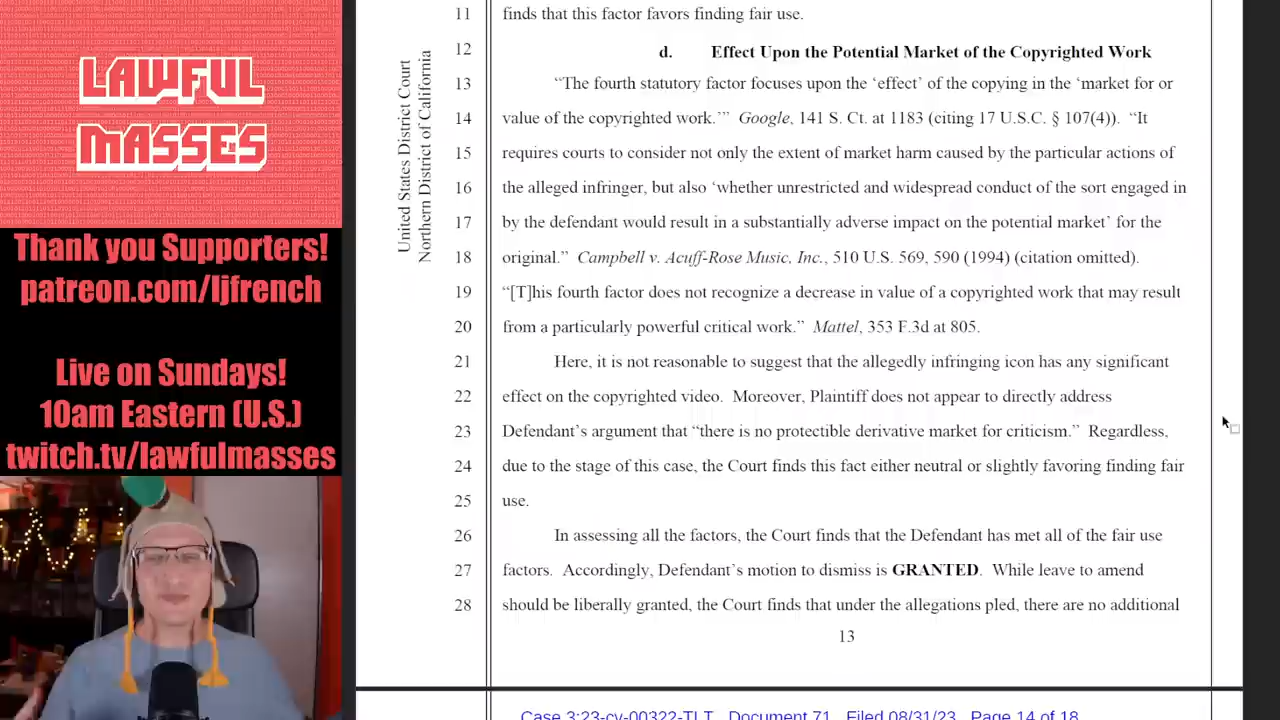 LAWFUL
MASSES
Thank you Supporters!
patreon.com/ljfrench
Live on Sundays!
10am Eastern (U.S.)
twitch.tv/lawfulmasses
United States District Court
Northern District of California
11 finds that this factor favors finding fair use.
12 d. Effect Upon the Potential Market of the Copyrighted Work
13 “The fourth statutory factor focuses upon the ‘effect’ of the copying in the ‘market for or
14 value of the copyrighted work.’” Google, 141 S. Ct. at 1183 (citing 17 U.S.C. § 107(4)). “It
15 requires courts to consider not only the extent of market harm caused by the particular actions of
16 the alleged infringer, but also ‘whether unrestricted and widespread conduct of the sort engaged in
17 by the defendant would result in a substantially adverse impact on the potential market’ for the
18 original.” Campbell v. Acuff-Rose Music, Inc., 510 U.S. 569, 590 (1994) (citation omitted).
19 “[T]his fourth factor does not recognize a decrease in value of a copyrighted work that may result
20 from a particularly powerful critical work.” Mattel, 353 F.3d at 805.
21 Here, it is not reasonable to suggest that the allegedly infringing icon has any significant
22 effect on the copyrighted video. Moreover, Plaintiff does not appear to directly address
23 Defendant’s argument that “there is no protectible derivative market for criticism.” Regardless,
24 due to the stage of this case, the Court finds this fact either neutral or slightly favoring finding fair
25 use.
26 In assessing all the factors, the Court finds that the Defendant has met all of the fair use
27 factors. Accordingly, Defendant’s motion to dismiss is GRANTED. While leave to amend
28 should be liberally granted, the Court finds that under the allegations pled, there are no additional
13
Case 3:23-cv-00322-TLT Document 71 Filed 08/31/23 Page 14 of 18